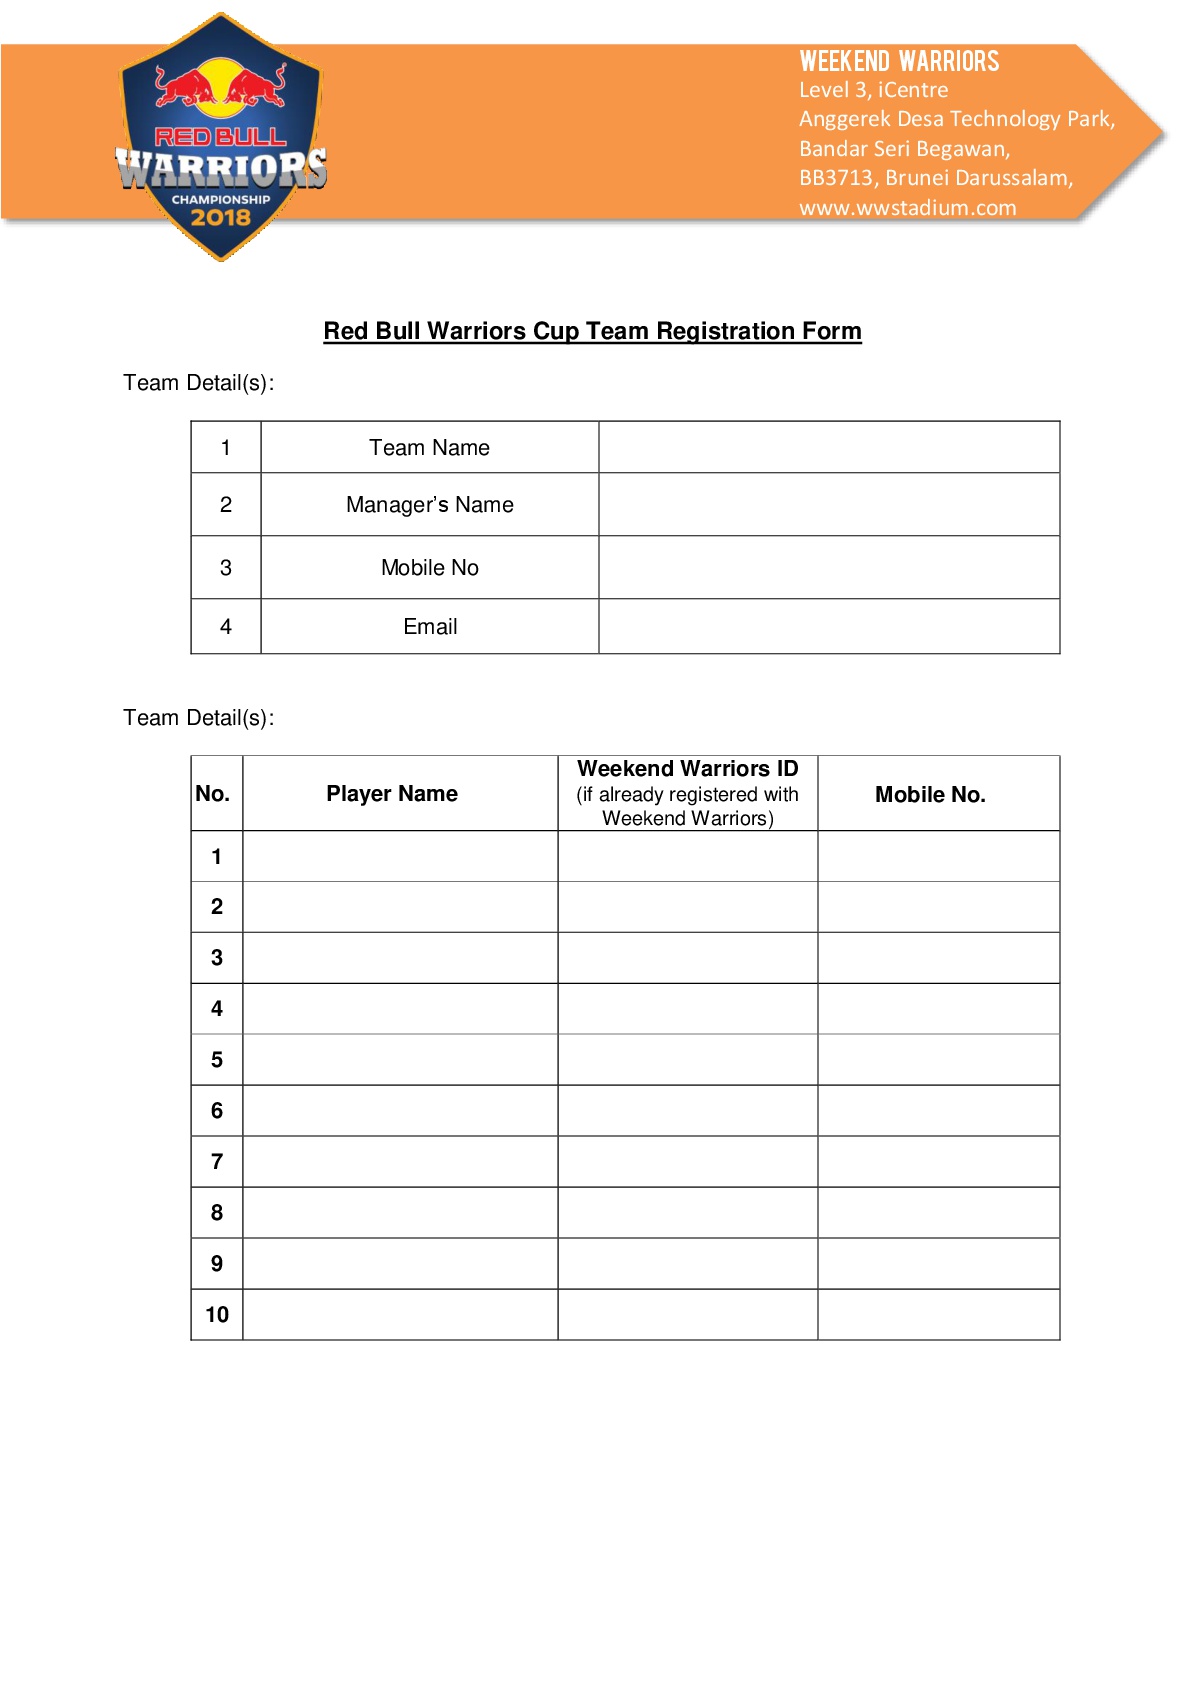 RED BULL
WARRIORS
CHAMPIONSHIP
2018
WEEKEND WARRIORS
Level 3, iCentre
Anggerek Desa Technology Park,
Bandar Seri Begawan,
BB3713, Brunei Darussalam,
www.wwstadium.com
Red Bull Warriors Cup Team Registration Form
Team Detail(s):
1 Team Name
2 Manager’s Name
3 Mobile No
4 Email
Team Detail(s):
No. Player Name Weekend Warriors ID (if already registered with Weekend Warriors) Mobile No.
1
2
3
4
5
6
7
8
9
10